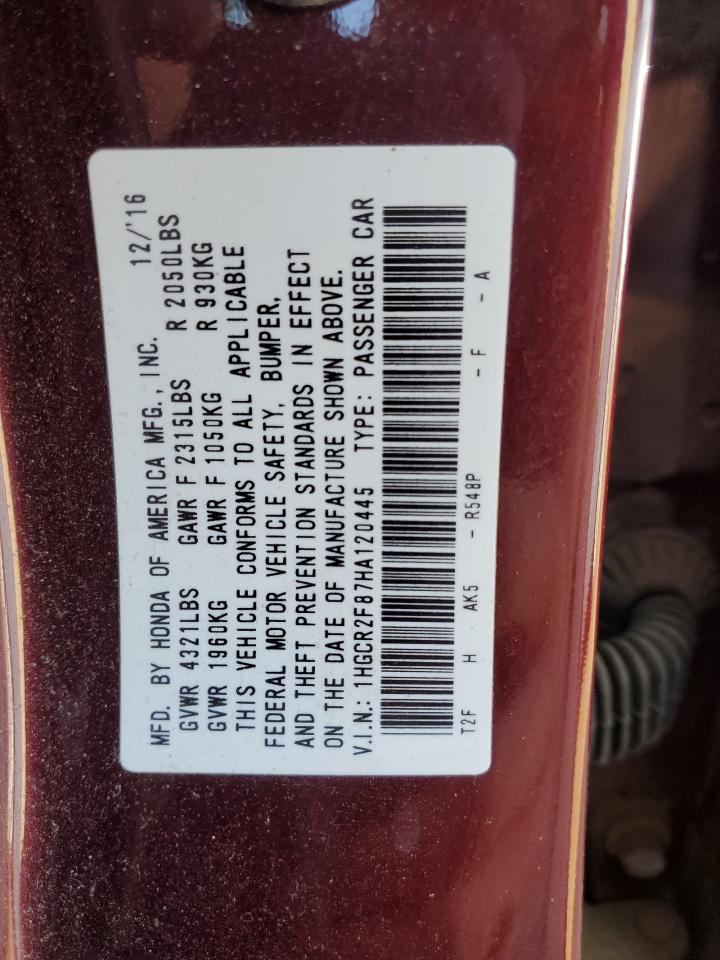 MFD. BY HONDA OF AMERICA MFG., INC. 12/'16
GVWR 4321LBS GAWR F 2315LBS R 2050LBS
GVWR 1960KG GAWR F 1050KG R 930KG
THIS VEHICLE CONFORMS TO ALL APPLICABLE
FEDERAL MOTOR VEHICLE SAFETY, BUMPER,
AND THEFT PREVENTION STANDARDS IN EFFECT
ON THE DATE OF MANUFACTURE SHOWN ABOVE.
V.I.N.: 1HGCR2F87HA120445 TYPE: PASSENGER CAR
T2F H AK5 - R548P - F - A